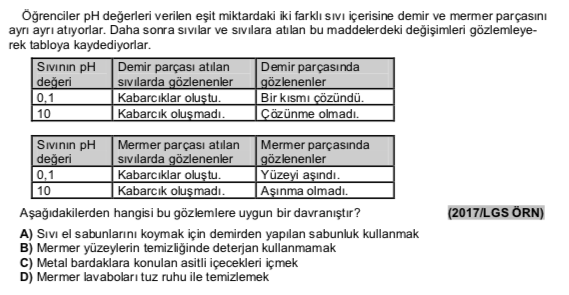 Öğrenciler pH değerleri verilen eşit miktardaki iki farklı sıvı içerisine demir ve mermer parçasını
ayrı ayrı atıyorlar. Daha sonra sıvılar ve sıvılara atılan bu maddelerdeki değişimleri gözlemleye-
rek tabloya kaydediyorlar.
Sıvının pH değeri | Demir parçası atılan sıvılarda gözlenenler | Demir parçasında gözlenenler
0,1 | Kabarcıklar oluştu. | Bir kısmı çözündü.
10 | Kabarcık oluşmadı. | Çözünme olmadı.
Sıvının pH değeri | Mermer parçası atılan sıvılarda gözlenenler | Mermer parçasında gözlenenler
0,1 | Kabarcıklar oluştu. | Yüzeyi aşındı.
10 | Kabarcık oluşmadı. | Aşınma olmadı.
Aşağıdakilerden hangisi bu gözlemlere uygun bir davranıştır? (2017/LGS ÖRN)
A) Sıvı el sabunlarını koymak için demirden yapılan sabunluk kullanmak
B) Mermer yüzeylerin temizliğinde deterjan kullanmamak
C) Metal bardaklara konulan asitli içecekleri içmek
D) Mermer lavaboları tuz ruhu ile temizlemek